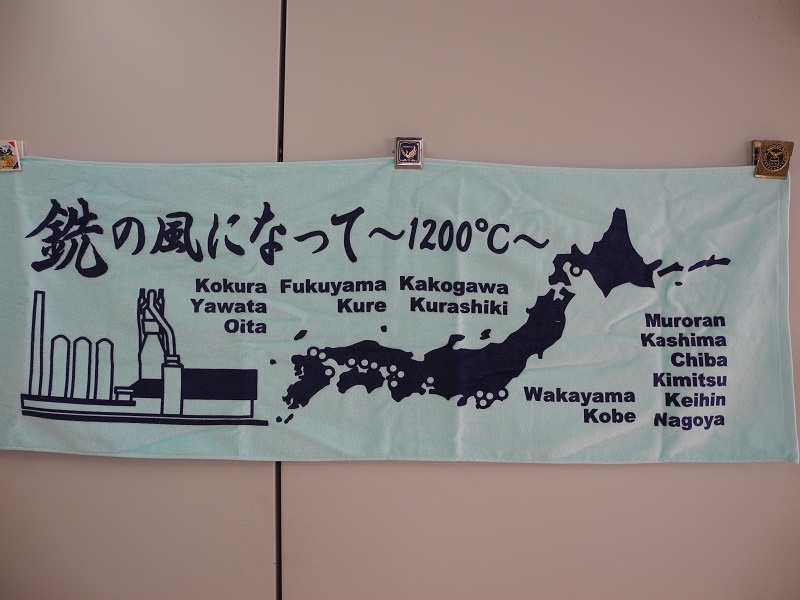 銑の風になって～1200℃～
Kokura
Yawata
Oita
Fukuyama
Kure
Kakogawa
Kurashiki
Muroran
Kashima
Chiba
Kimitsu
Keihin
Nagoya
Wakayama
Kobe